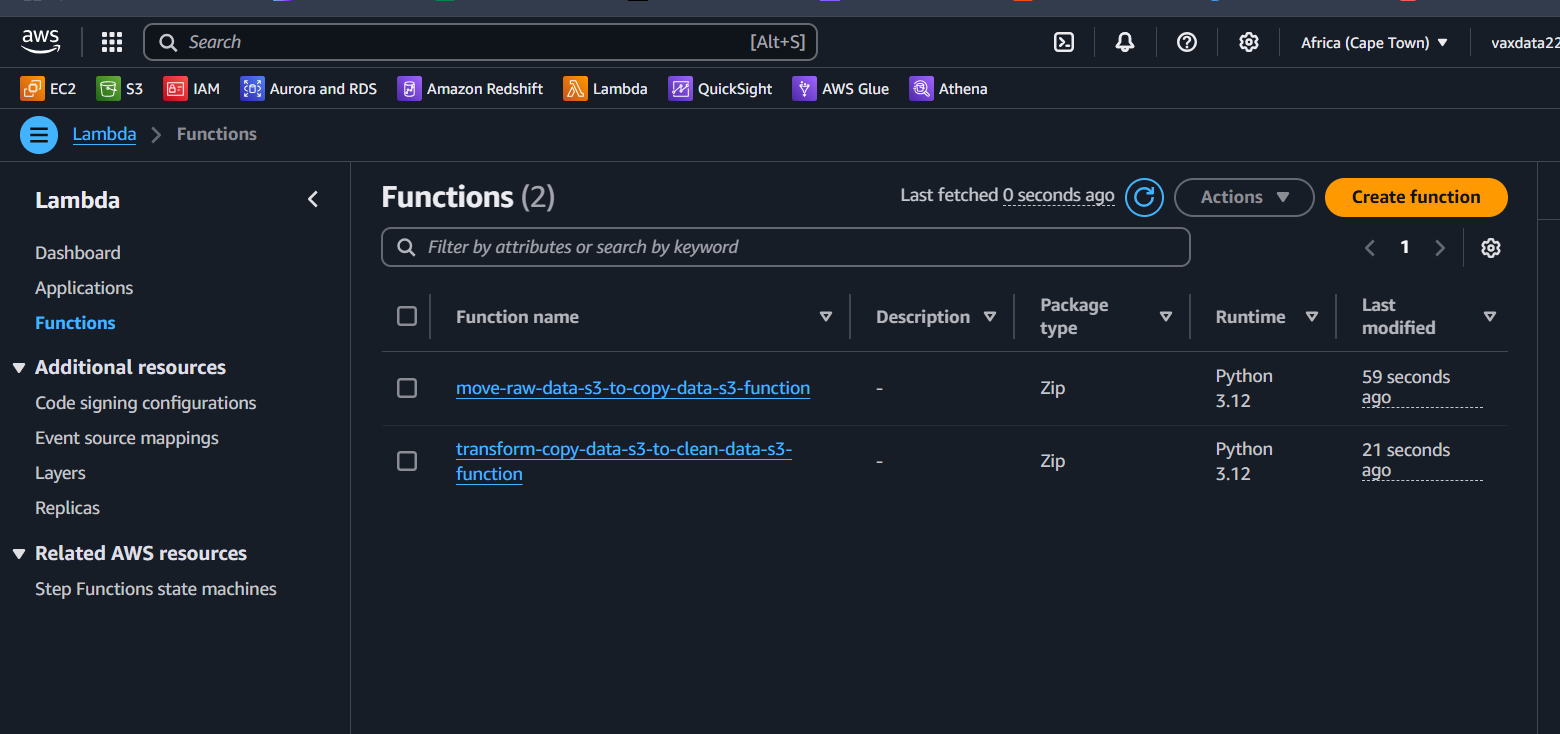 aws
Search [Alt+S]
Africa (Cape Town) vaxdata22
EC2 S3 IAM Aurora and RDS Amazon Redshift Lambda QuickSight AWS Glue Athena
Lambda Functions
Lambda
Dashboard
Applications
Functions
Additional resources
Code signing configurations
Event source mappings
Layers
Replicas
Related AWS resources
Step Functions state machines
Functions (2)
Last fetched 0 seconds ago
Actions
Create function
Filter by attributes or search by keyword
1
Function name
Description
Package
type
Runtime
Last
modified
move-raw-data-s3-to-copy-data-s3-function
-
Zip
Python
3.12
59 seconds
ago
transform-copy-data-s3-to-clean-data-s3-
function
-
Zip
Python
3.12
21 seconds
ago